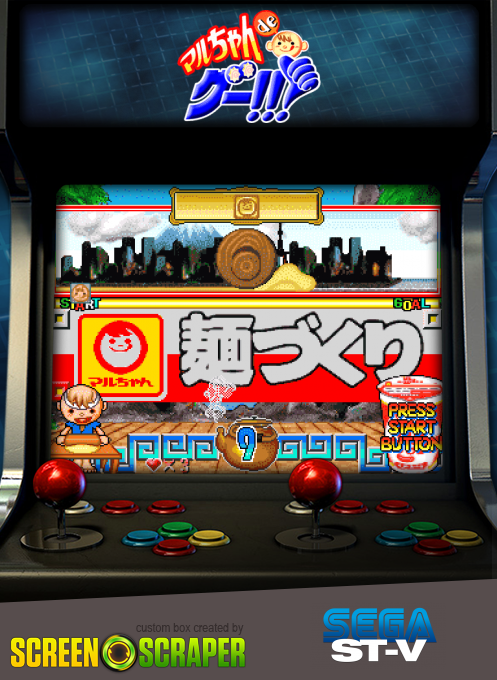 マルちゃん de
グー!!!
START
GOAL
麺づくり
マルちゃん
PRESS
START
BUTTON
9
custom box created by
SCREEN SCRAPER
SEGA
ST-V